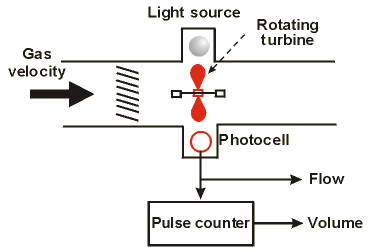 Light source
Rotating
turbine
Gas
velocity
Photocell
Flow
Pulse counter
Volume